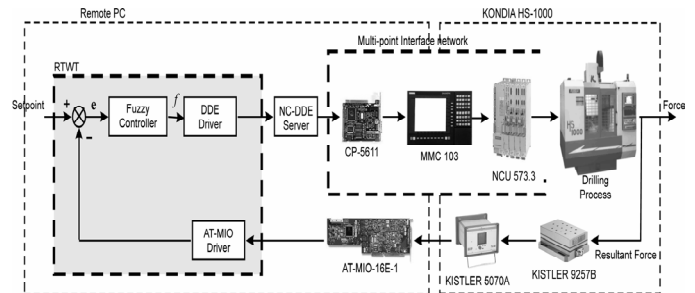 Remote PC
KONDIA HS-1000
Multi-point Interface network
RTWT
Setpoint
+
e
Fuzzy
Controller
f
DDE
Driver
NC-DDE
Server
CP-5611
MMC 103
NCU 573.3
HS
1000
Drilling
Process
Force
−
AT-MIO
Driver
AT-MIO-16E-1
KISTLER 5070A
KISTLER 9257B
Resultant Force